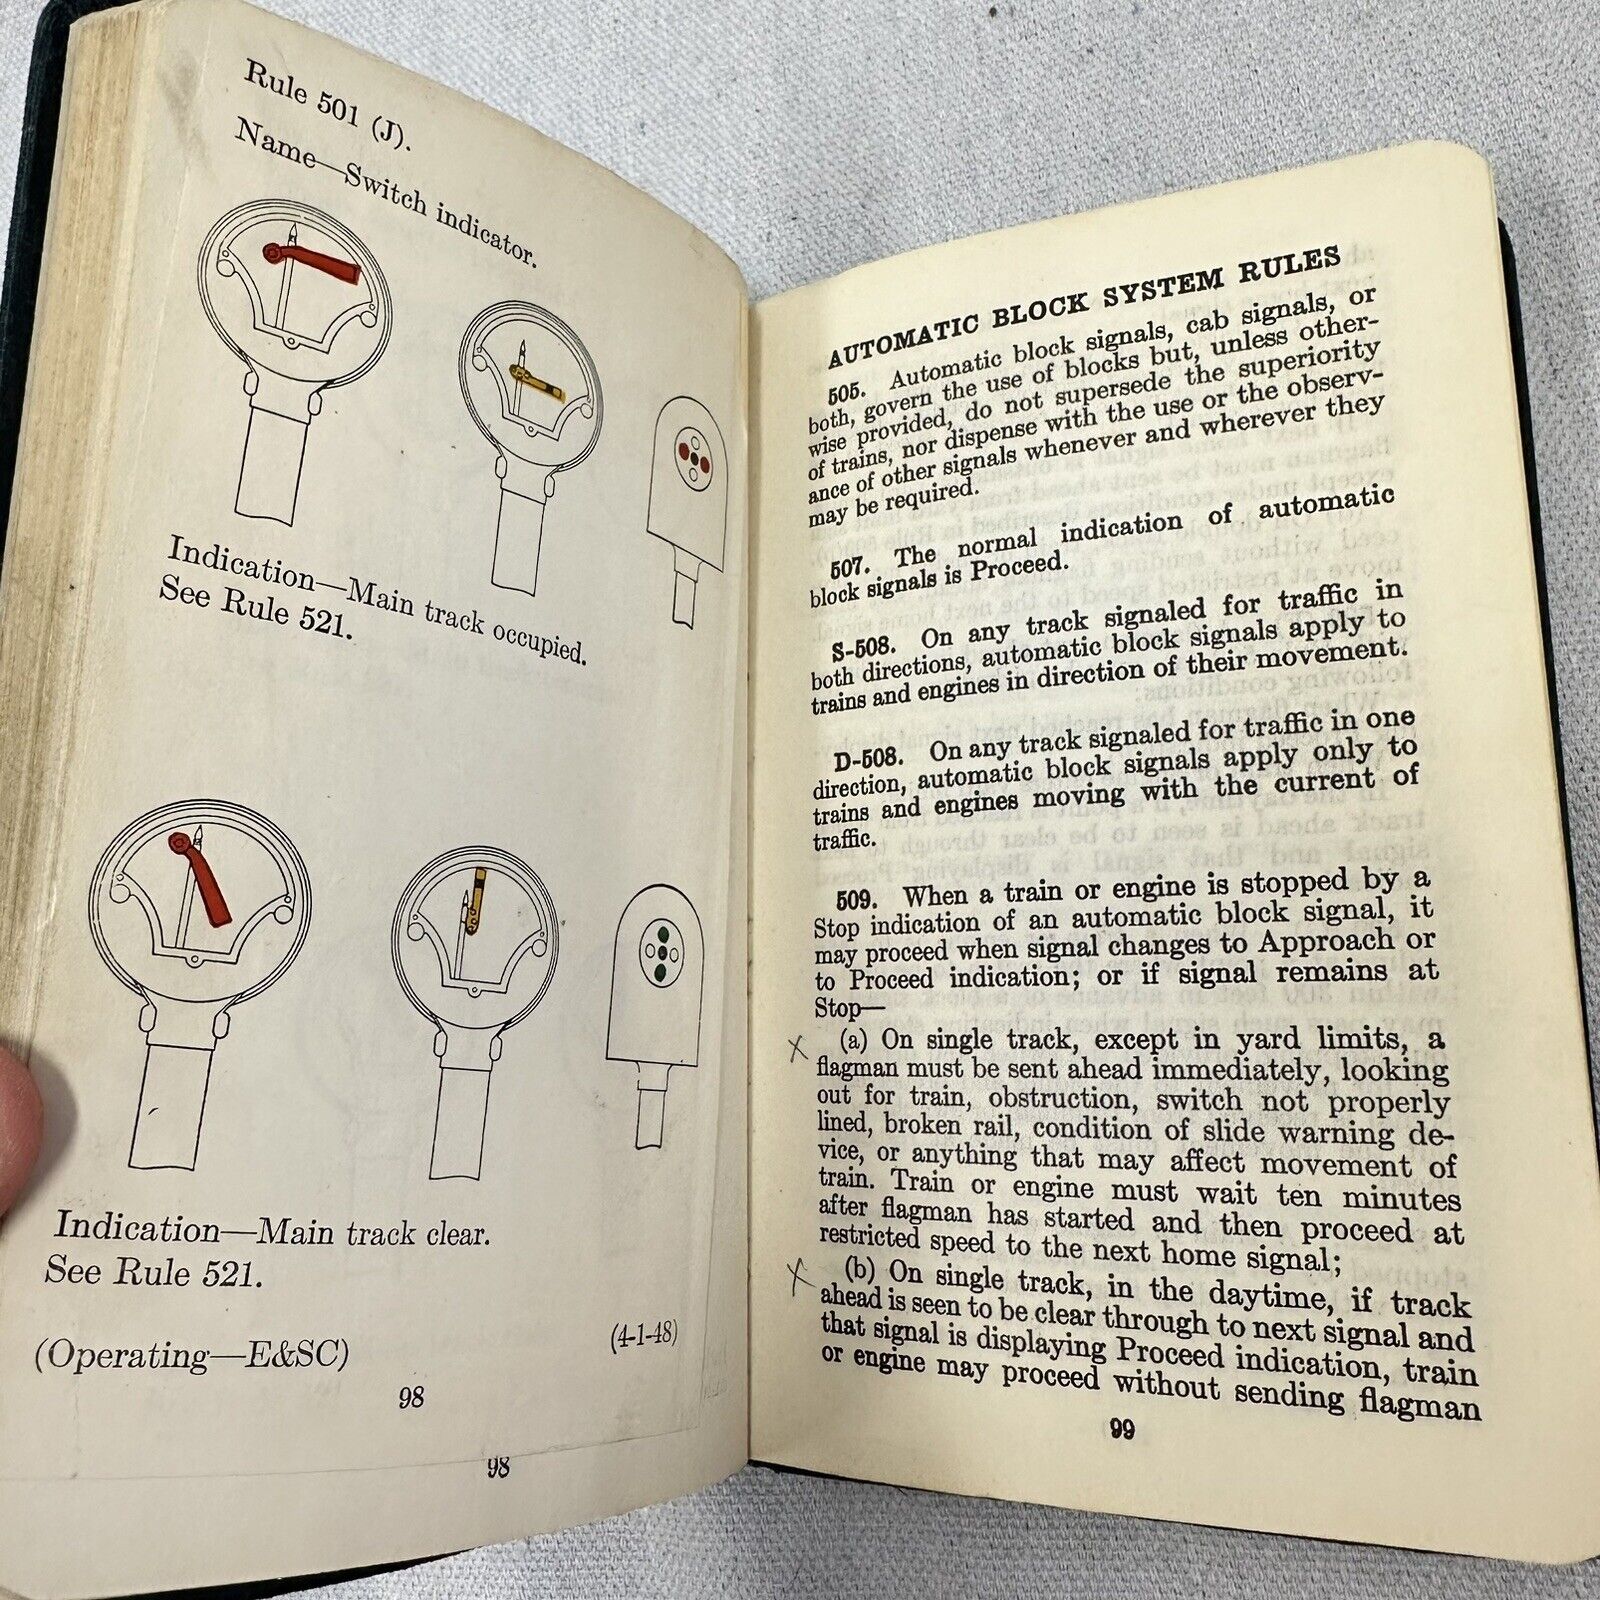 Rule 501 (J).
Name—Switch indicator.
Indication—Main track occupied.
See Rule 521.
Indication—Main track clear.
See Rule 521.
(Operating—E&SC)
(4-1-48)
98
98
AUTOMATIC BLOCK SYSTEM RULES
505. Automatic block signals, cab signals, or
both, govern the use of blocks but, unless other-
wise provided, do not supersede the superiority
of trains, nor dispense with the use or the observ-
ance of other signals whenever and wherever they
may be required.
507. The normal indication of automatic
block signals is Proceed.
S-508. On any track signaled for traffic in
both directions, automatic block signals apply to
trains and engines in direction of their movement.
D-508. On any track signaled for traffic in one
direction, automatic block signals apply only to
trains and engines moving with the current of
traffic.
509. When a train or engine is stopped by a
Stop indication of an automatic block signal, it
may proceed when signal changes to Approach or
to Proceed indication; or if signal remains at
Stop—
x (a) On single track, except in yard limits, a
flagman must be sent ahead immediately, looking
out for train, obstruction, switch not properly
lined, broken rail, condition of slide warning de-
vice, or anything that may affect movement of
train. Train or engine must wait ten minutes
after flagman has started and then proceed at
restricted speed to the next home signal;
x (b) On single track, in the daytime, if track
ahead is seen to be clear through to next signal and
that signal is displaying Proceed indication, train
or engine may proceed without sending flagman
99